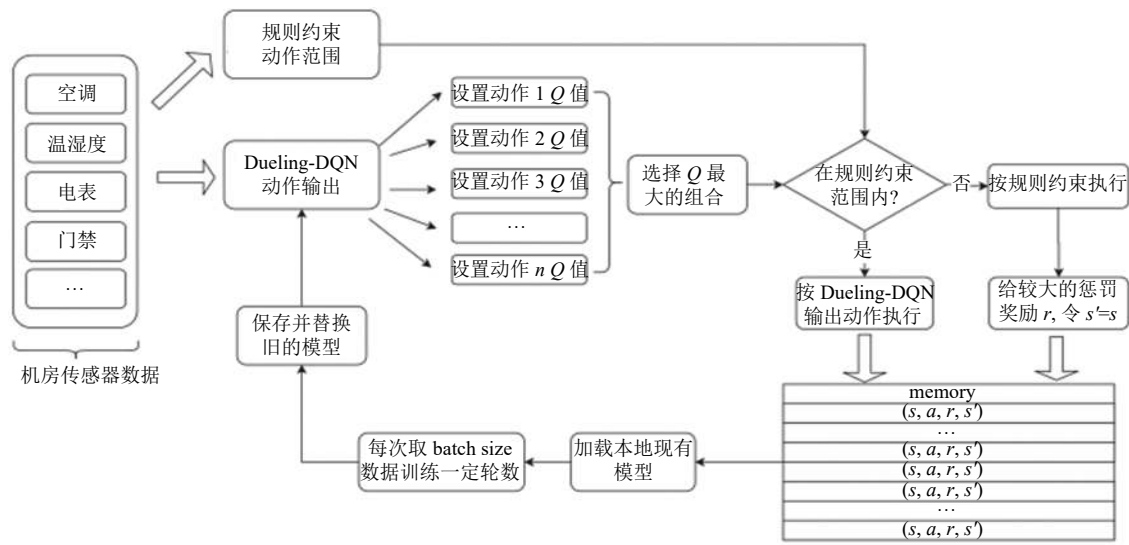 规则约束
动作范围
空调
温湿度
电表
门禁
…
机房传感器数据
Dueling-DQN
动作输出
设置动作 1 Q 值
设置动作 2 Q 值
设置动作 3 Q 值
…
设置动作 n Q 值
选择 Q 最
大的组合
在规则约束
范围内?
否
按规则约束执行
是
按 Dueling-DQN
输出动作执行
给较大的惩罚
奖励 r, 令 s'=s
保存并替换
旧的模型
每次取 batch size
数据训练一定轮数
加载本地现有
模型
memory
(s, a, r, s')
…
(s, a, r, s')
(s, a, r, s')
(s, a, r, s')
…
(s, a, r, s')